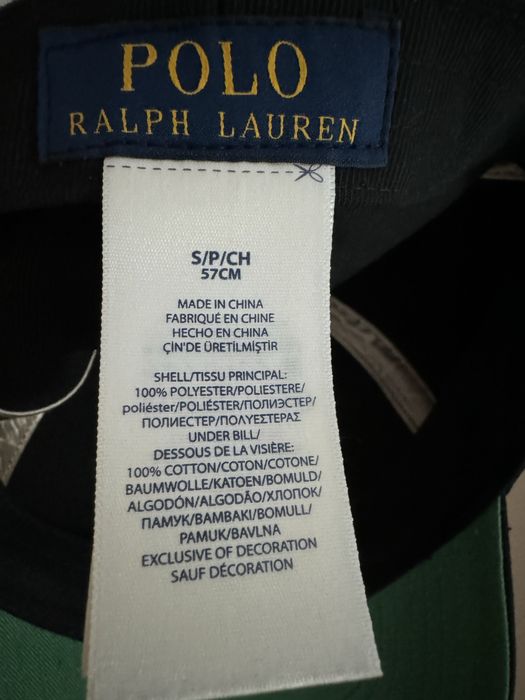 POLO
RALPH LAUREN
S/P/CH
57CM
MADE IN CHINA
FABRIQUÉ EN CHINE
HECHO EN CHINA
ÇİN'DE ÜRETİLMİŞTİR
SHELL/TISSU PRINCIPAL:
100% POLYESTER/POLIESTERE/
poliéster/POLIÉSTER/ПОЛИЭСТЕР/
ПОЛИЕСТЕР/ΠΟΛΥΕΣΤΕΡΑΣ
UNDER BILL/
DESSOUS DE LA VISIÈRE:
100% COTTON/COTON/COTONE/
BAUMWOLLE/KATOEN/BOMULD/
ALGODÓN/ALGODÃO/ХЛОПОК/
ПАМУК/BAMBAKI/BOMULL/
PAMUK/BAVLNA
EXCLUSIVE OF DECORATION
SAUF DÉCORATION